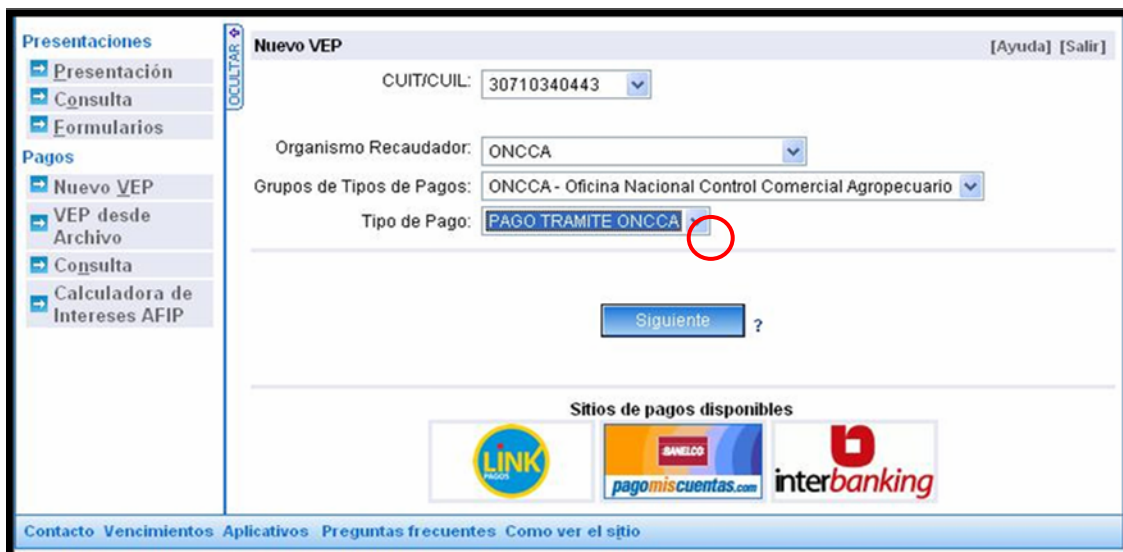 Presentaciones
Presentación
Consulta
Formularios
Pagos
Nuevo VEP
VEP desde
Archivo
Consulta
Calculadora de
Intereses AFIP
OCULTAR
Nuevo VEP
[Ayuda] [Salir]
CUIT/CUIL: 30710340443
Organismo Recaudador: ONCCA
Grupos de Tipos de Pagos: ONCCA - Oficina Nacional Control Comercial Agropecuario
Tipo de Pago: PAGO TRAMITE ONCCA
Siguiente ?
Sitios de pagos disponibles
LINK
PAGOS
BANELCO
pagomiscuentas.com
interbanking
Contacto Vencimientos Aplicativos Preguntas frecuentes Como ver el sitio